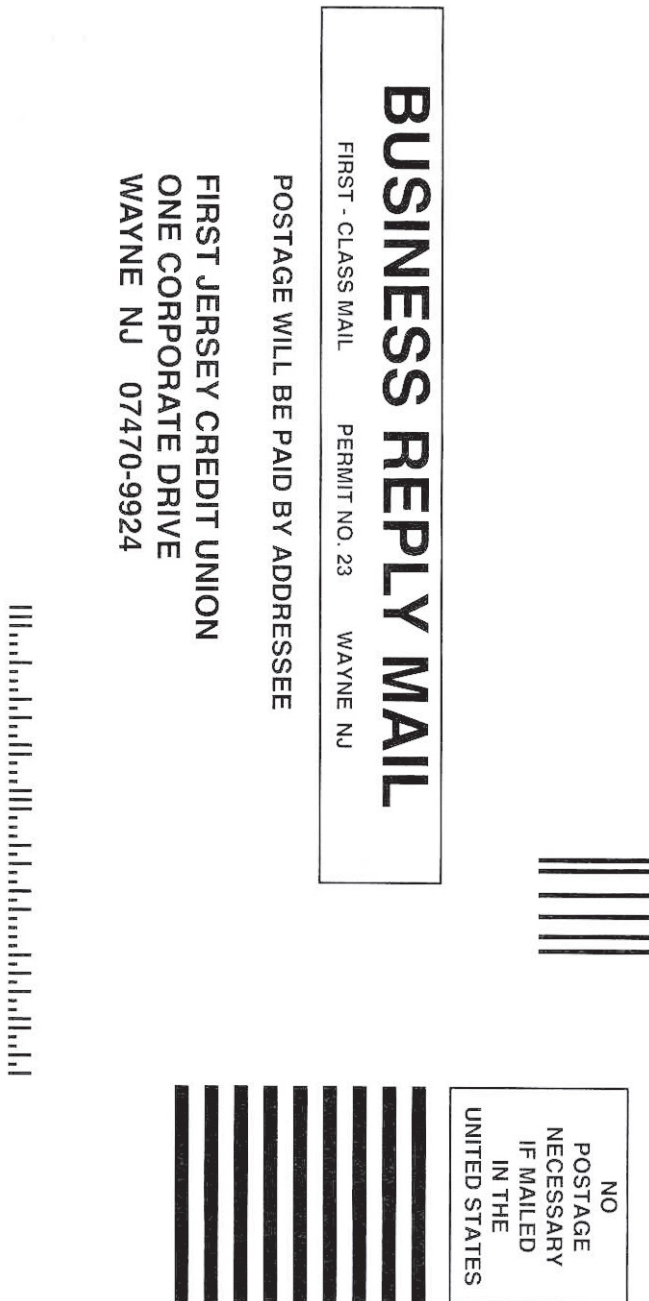 NO
POSTAGE
NECESSARY
IF MAILED
IN THE
UNITED STATES
BUSINESS REPLY MAIL
FIRST - CLASS MAIL PERMIT NO. 23 WAYNE NJ
POSTAGE WILL BE PAID BY ADDRESSEE
FIRST JERSEY CREDIT UNION
ONE CORPORATE DRIVE
WAYNE NJ 07470-9924